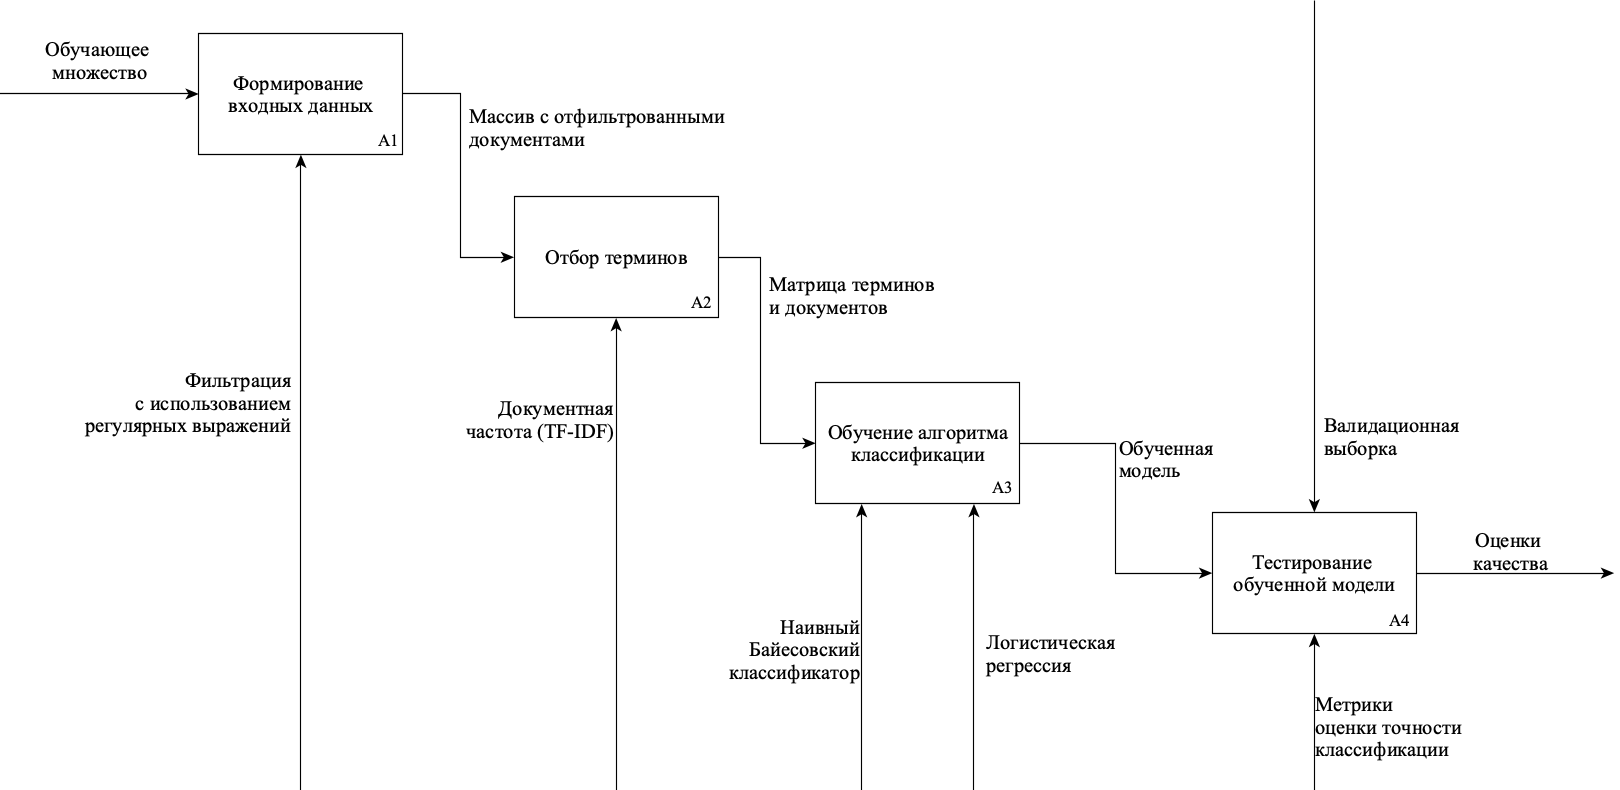 Обучающее
множество
Формирование
входных данных
A1
Массив с отфильтрованными
документами
Отбор терминов
A2
Матрица терминов
и документов
Фильтрация
с использованием
регулярных выражений
Документная
частота (TF-IDF)
Обучение алгоритма
классификации
A3
Обученная
модель
Валидационная
выборка
Тестирование
обученной модели
A4
Оценки
качества
Наивный
Байесовский
классификатор
Логистическая
регрессия
Метрики
оценки точности
классификации